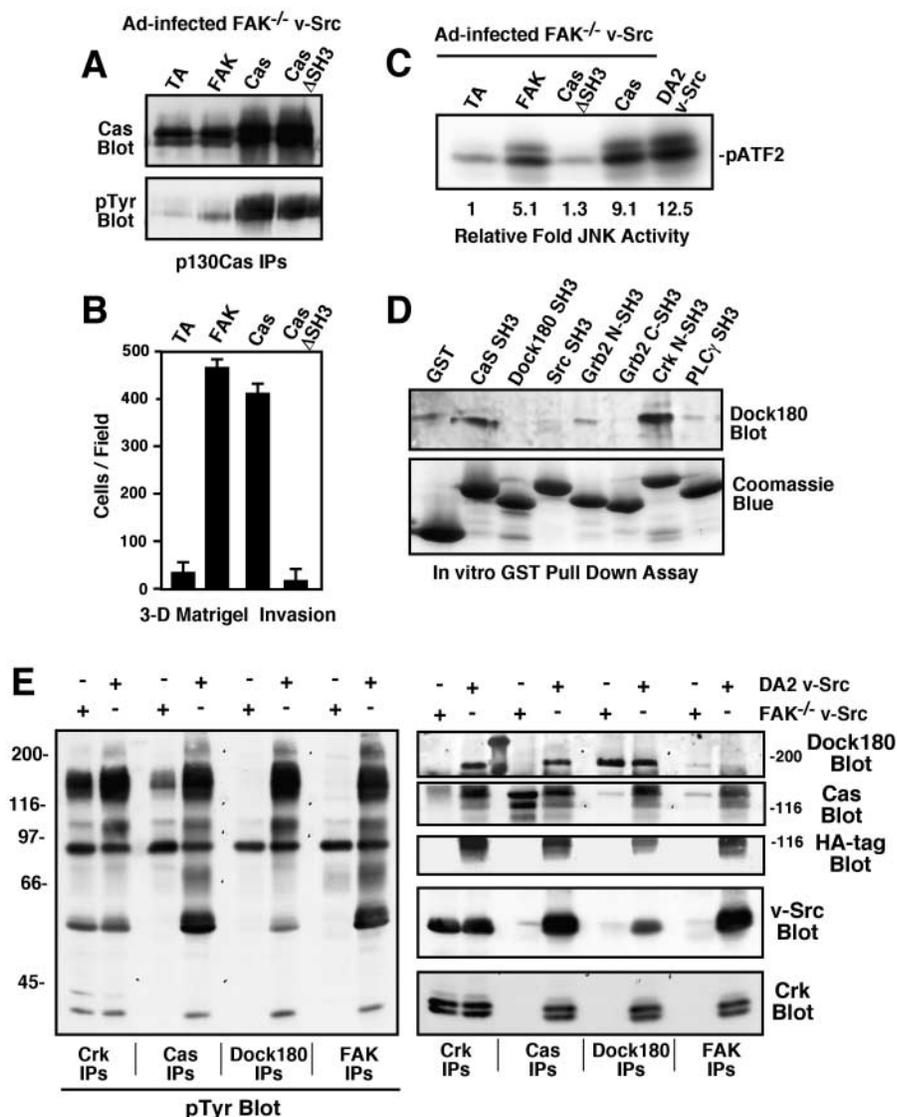 Ad-infected FAK-/- v-Src
A
TA FAK Cas Cas ΔSH3
Cas Blot
pTyr Blot
p130Cas IPs
Ad-infected FAK-/- v-Src
C
TA FAK Cas ΔSH3 Cas DA2 v-Src
-pATF2
1 5.1 1.3 9.1 12.5
Relative Fold JNK Activity
B
TA FAK Cas Cas ΔSH3
Cells / Field
500
400
300
200
100
0
3-D Matrigel Invasion
D
GST CaS SH3 Dock180 SH3 Src SH3 Grb2 N-SH3 Grb2 C-SH3 Crk N-SH3 PLCγ SH3
Dock180 Blot
Coomassie Blue
In vitro GST Pull Down Assay
E
- + - + - + - +
+ - + - + - + -
200-
116-
97-
66-
45-
Crk IPs Cas IPs Dock180 IPs FAK IPs
pTyr Blot
- + - + - + - + DA2 v-Src
+ - + - + - + - FAK-/- v-Src
-200 Dock180 Blot
-116 Cas Blot
-116 HA-tag Blot
v-Src Blot
Crk Blot
Crk IPs Cas IPs Dock180 IPs FAK IPs